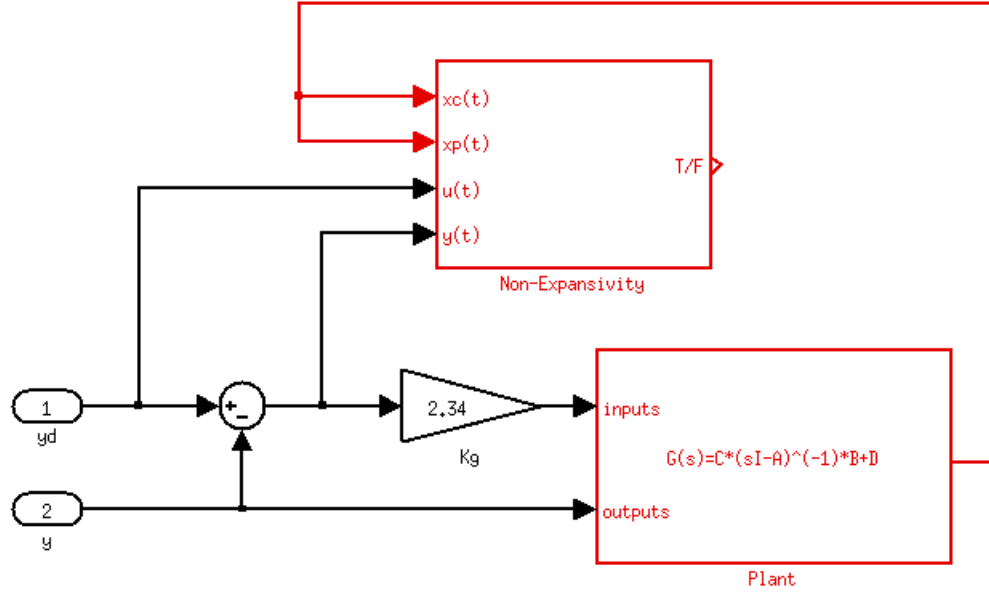 xc(t)
xp(t)
T/F
u(t)
y(t)
Non-Expansivity
1
+
-
2.34
inputs
yd
Kg
G(s)=C*(sI-A)^(-1)*B+D
2
outputs
y
Plant